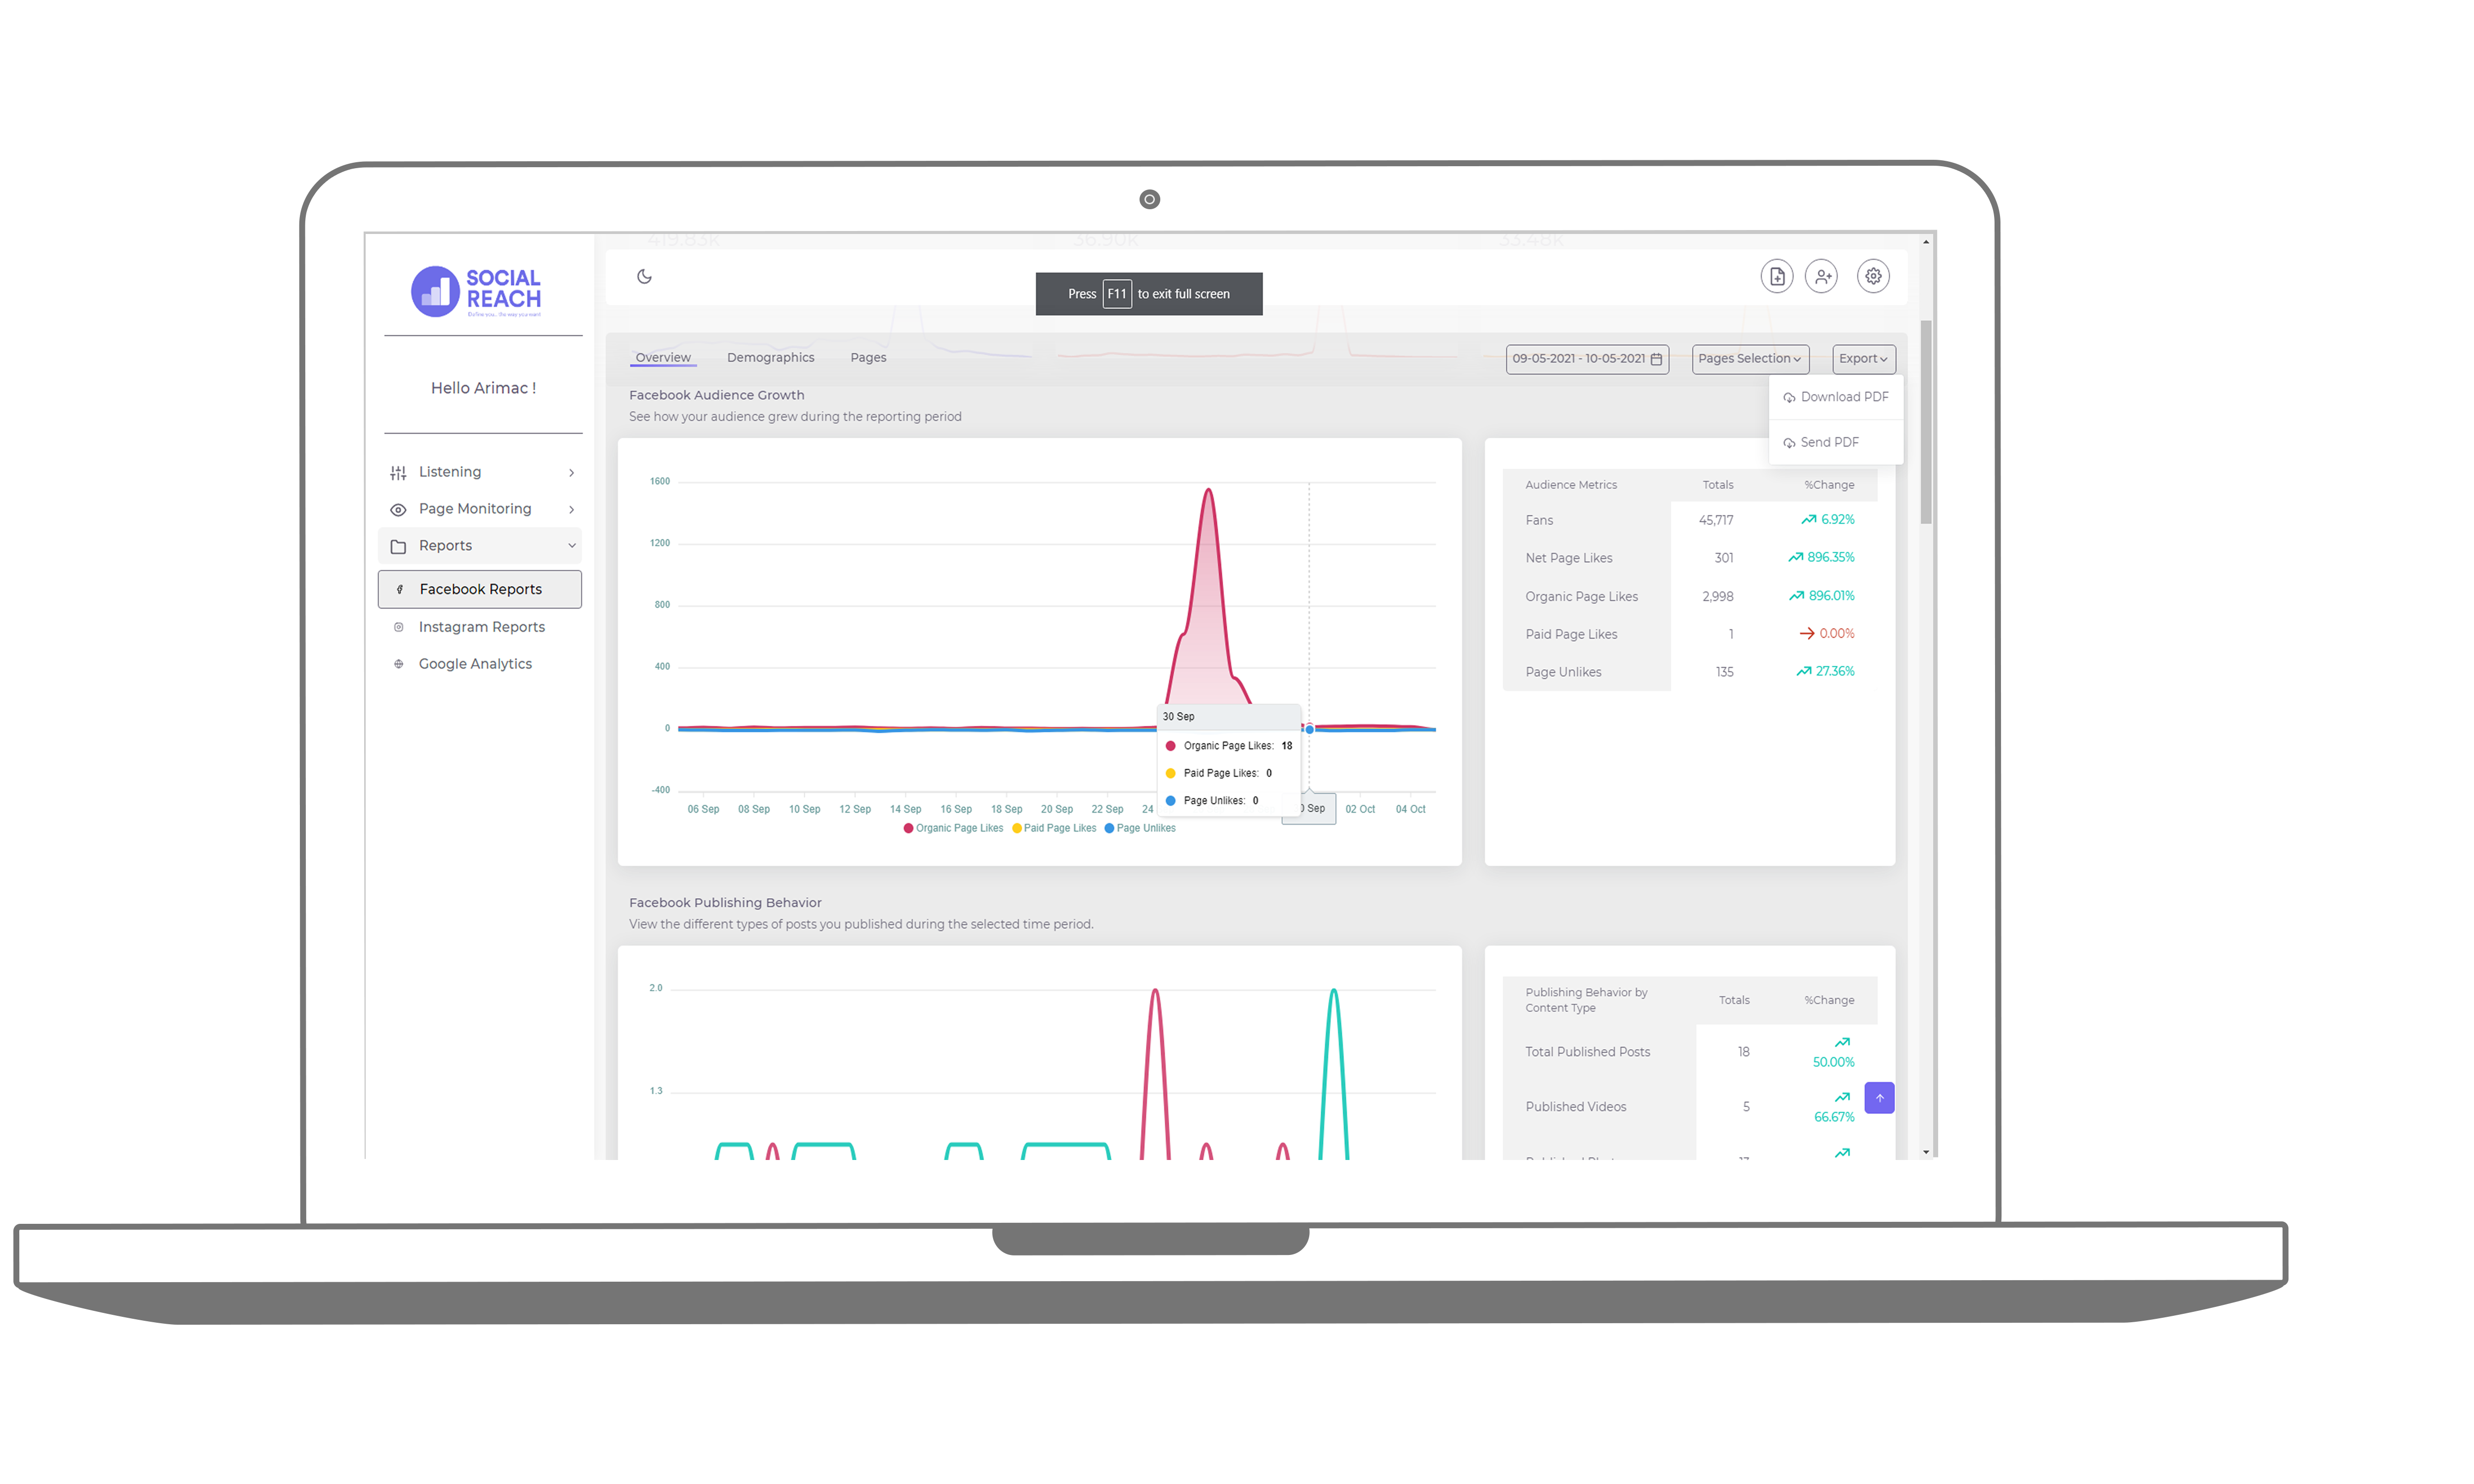 419.83k 36.90k 33.48k
SOCIAL
REACH
Press F11 to exit full screen
Overview Demographics Pages 09-05-2021 - 10-05-2021 Pages Selection Export
Hello Arimac !
Facebook Audience Growth
See how your audience grew during the reporting period
Download PDF
Send PDF
Listening
Page Monitoring
Reports
Facebook Reports
Instagram Reports
Google Analytics
1600
1200
800
400
0
-400
06 Sep 08 Sep 10 Sep 12 Sep 14 Sep 16 Sep 18 Sep 20 Sep 22 Sep 24 0 Sep 02 Oct 04 Oct
30 Sep
Organic Page Likes: 18
Paid Page Likes: 0
Page Unlikes: 0
Organic Page Likes Paid Page Likes Page Unlikes
Audience Metrics Totals %Change
Fans 45,717 6.92%
Net Page Likes 301 896.35%
Organic Page Likes 2,998 896.01%
Paid Page Likes 1 0.00%
Page Unlikes 135 27.36%
Facebook Publishing Behavior
View the different types of posts you published during the selected time period.
2.0
1.3
Publishing Behavior by
Content Type Totals %Change
Total Published Posts 18 50.00%
Published Videos 5 66.67%